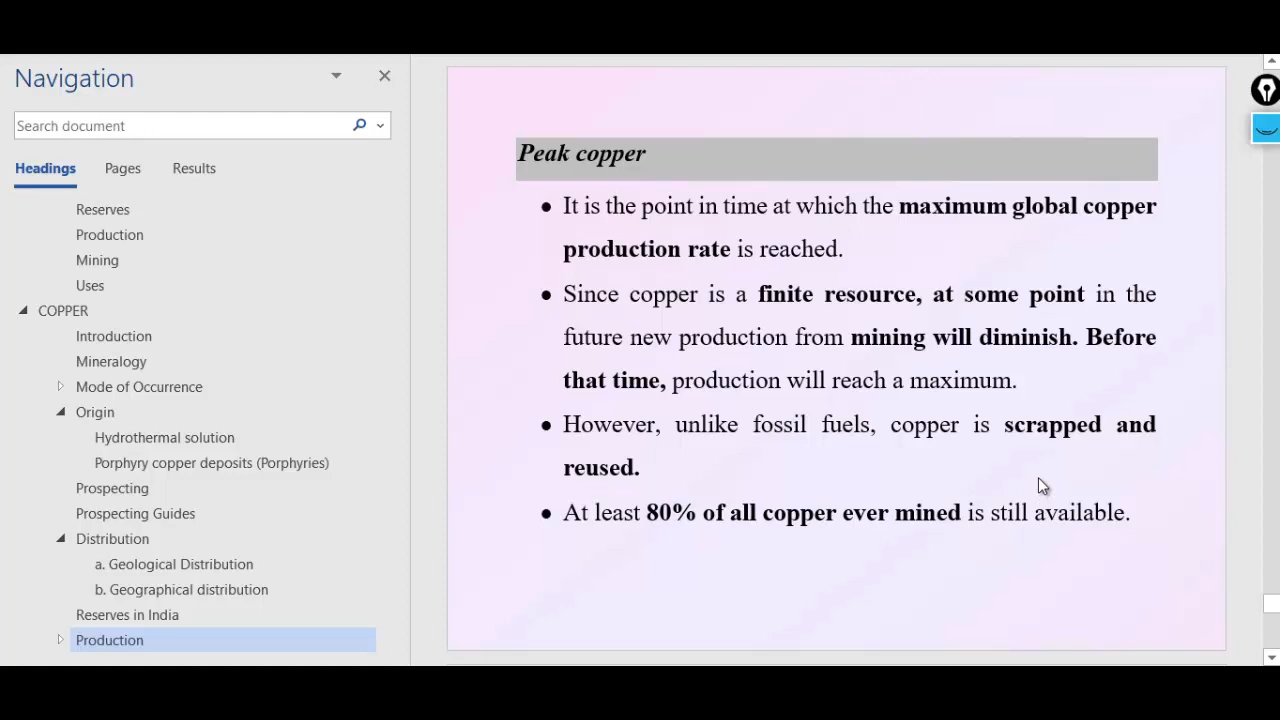 Navigation
Search document
Headings Pages Results
Reserves
Production
Mining
Uses
COPPER
Introduction
Mineralogy
Mode of Occurrence
Origin
Hydrothermal solution
Porphyry copper deposits (Porphyries)
Prospecting
Prospecting Guides
Distribution
a. Geological Distribution
b. Geographical distribution
Reserves in India
Production
Peak copper
• It is the point in time at which the maximum global copper
production rate is reached.
• Since copper is a finite resource, at some point in the
future new production from mining will diminish. Before
that time, production will reach a maximum.
• However, unlike fossil fuels, copper is scrapped and
reused.
• At least 80% of all copper ever mined is still available.